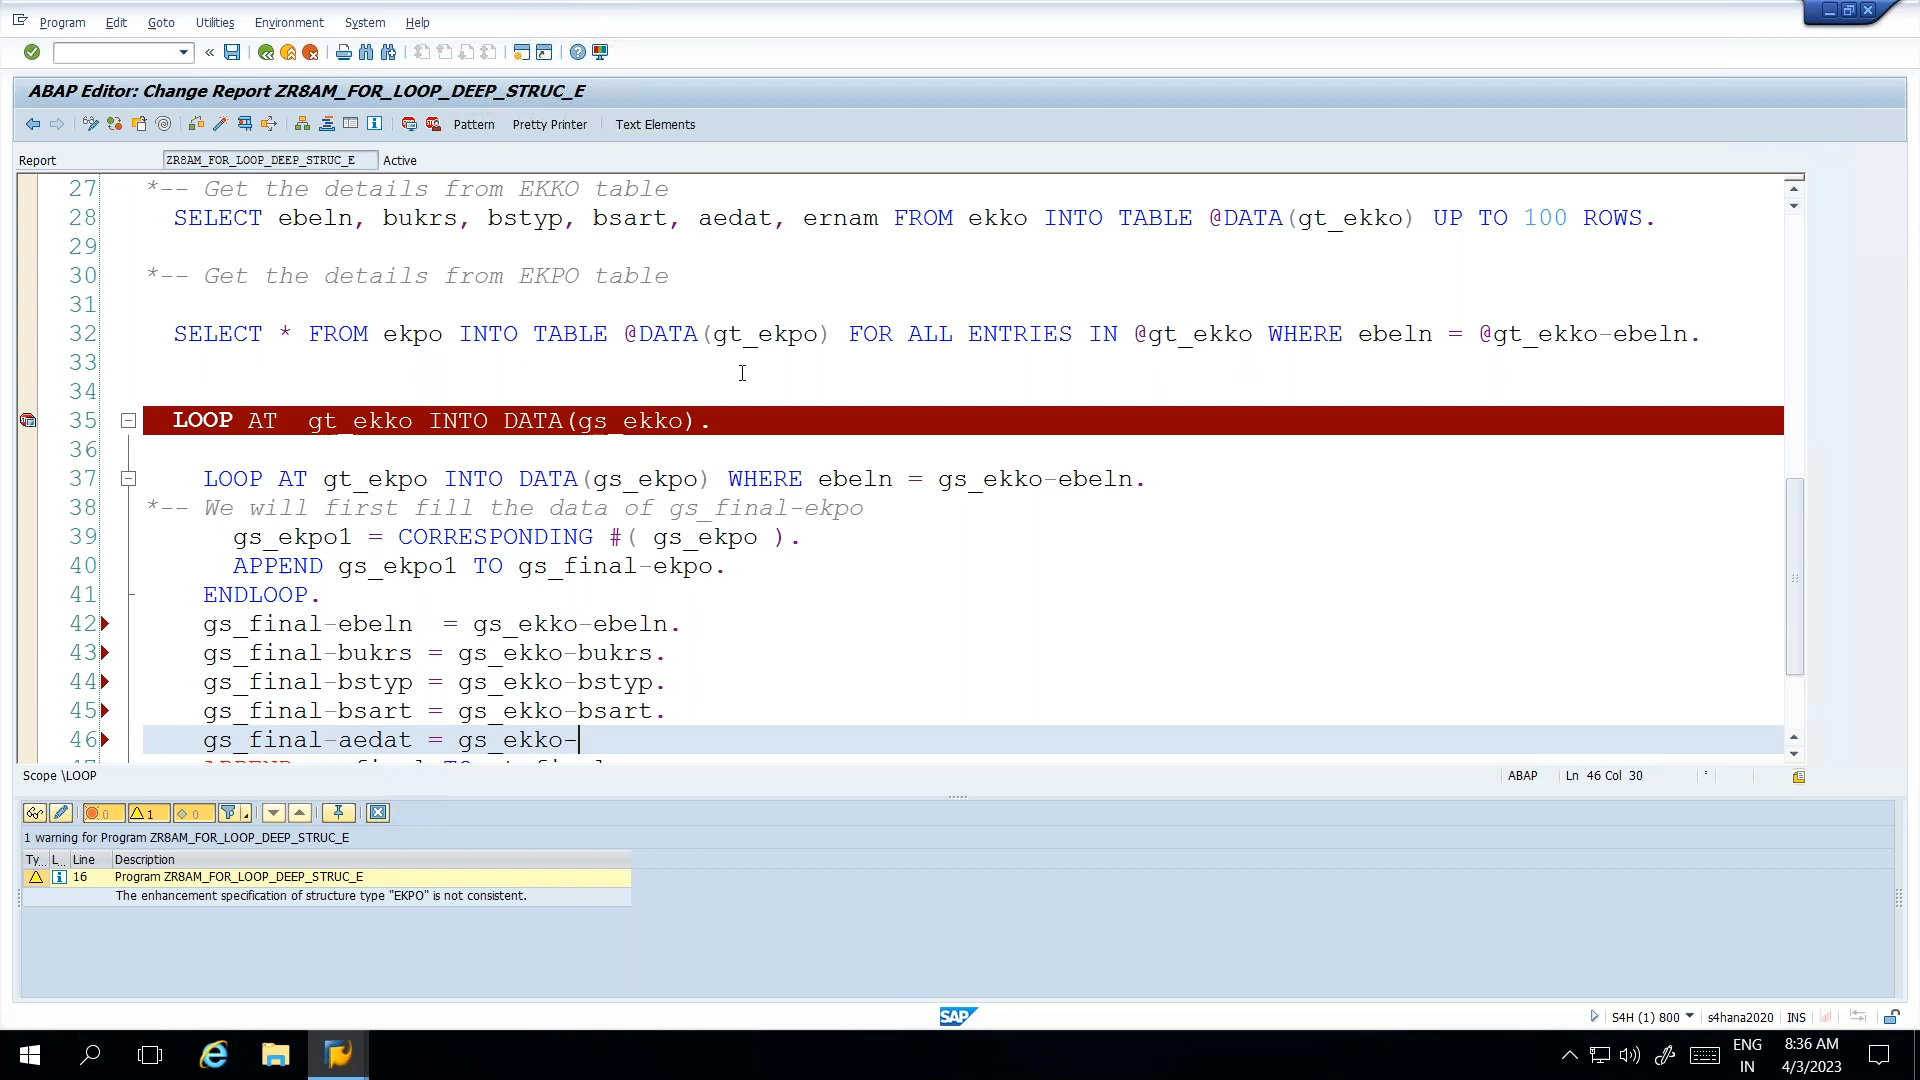 Program Edit Goto Utilities Environment System Help
ABAP Editor: Change Report ZR8AM_FOR_LOOP_DEEP_STRUC_E
Pattern Pretty Printer Text Elements
Report ZR8AM_FOR_LOOP_DEEP_STRUC_E Active
27 *-- Get the details from EKKO table
28 SELECT ebeln, bukrs, bstyp, bsart, aedat, ernam FROM ekko INTO TABLE @DATA(gt_ekko) UP TO 100 ROWS.
29
30 *-- Get the details from EKPO table
31
32 SELECT * FROM ekpo INTO TABLE @DATA(gt_ekpo) FOR ALL ENTRIES IN @gt_ekko WHERE ebeln = @gt_ekko-ebeln.
33
34
35 LOOP AT gt_ekko INTO DATA(gs_ekko).
36
37 LOOP AT gt_ekpo INTO DATA(gs_ekpo) WHERE ebeln = gs_ekko-ebeln.
38 *-- We will first fill the data of gs_final-ekpo
39 gs_ekpo1 = CORRESPONDING #( gs_ekpo ).
40 APPEND gs_ekpo1 TO gs_final-ekpo.
41 ENDLOOP.
42 gs_final-ebeln = gs_ekko-ebeln.
43 gs_final-bukrs = gs_ekko-bukrs.
44 gs_final-bstyp = gs_ekko-bstyp.
45 gs_final-bsart = gs_ekko-bsart.
46 gs_final-aedat = gs_ekko-
Scope \LOOP ABAP Ln 46 Col 30
0 1 0
1 warning for Program ZR8AM_FOR_LOOP_DEEP_STRUC_E
Ty... L... Line Description
16 Program ZR8AM_FOR_LOOP_DEEP_STRUC_E
The enhancement specification of structure type "EKPO" is not consistent.
SAP S4H (1) 800 s4hana2020 INS
ENG 8:36 AM
IN 4/3/2023